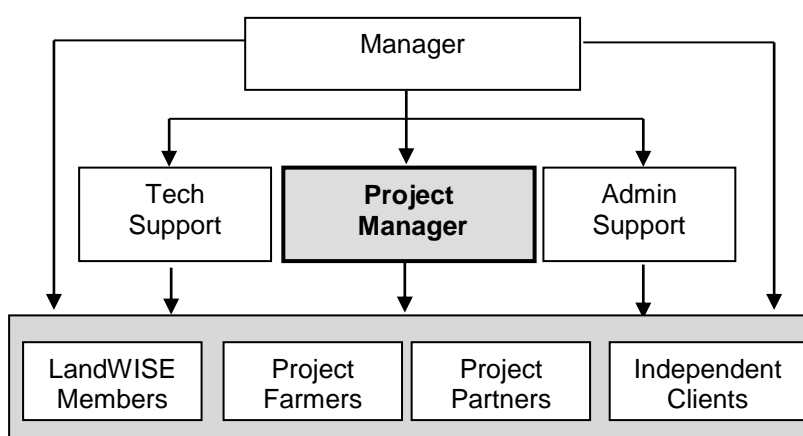 Manager
Tech
Support
Project
Manager
Admin
Support
LandWISE
Members
Project
Farmers
Project
Partners
Independent
Clients